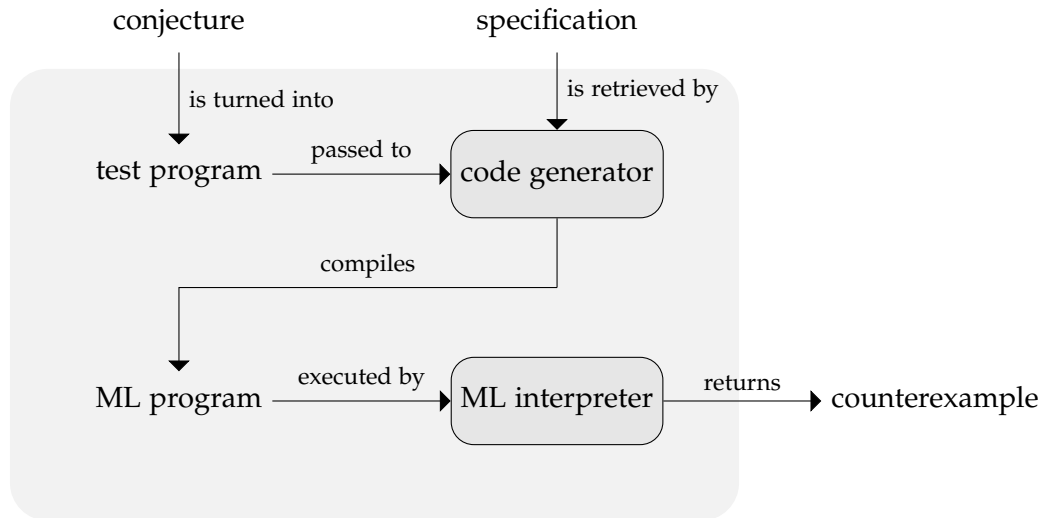 conjecture
specification
is turned into
is retrieved by
test program
passed to
code generator
compiles
ML program
executed by
ML interpreter
returns
counterexample